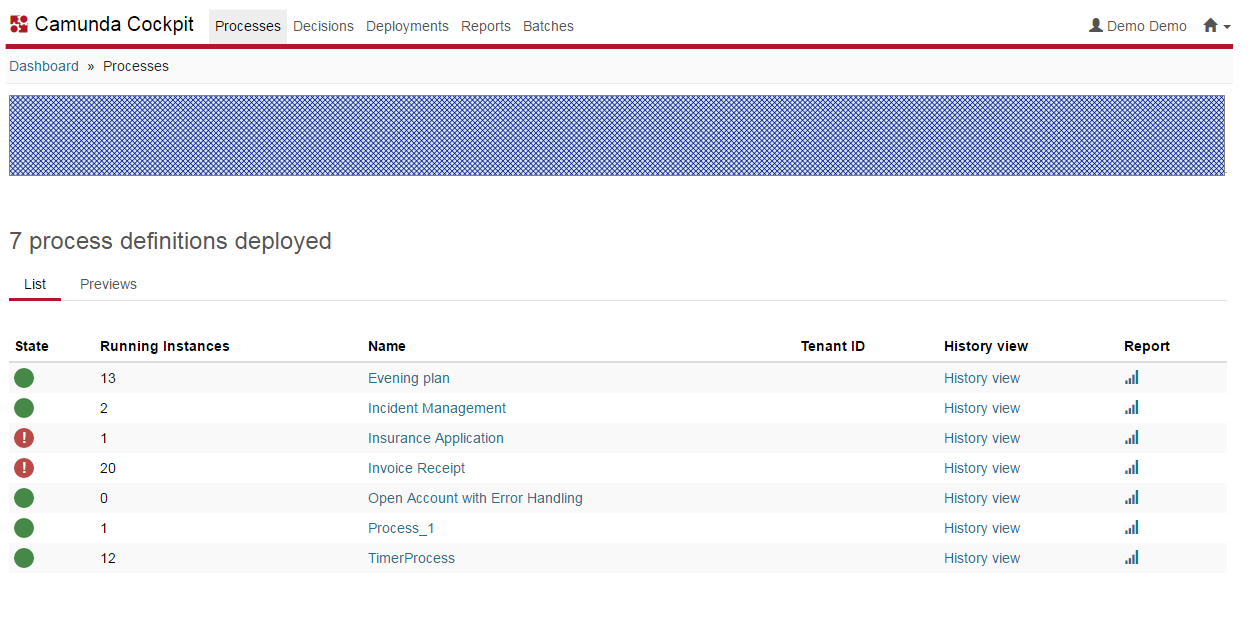 Camunda Cockpit Processes Decisions Deployments Reports Batches Demo Demo
Dashboard » Processes
7 process definitions deployed
List Previews
State Running Instances Name Tenant ID History view Report
13 Evening plan History view
2 Incident Management History view
! 1 Insurance Application History view
! 20 Invoice Receipt History view
0 Open Account with Error Handling History view
1 Process_1 History view
12 TimerProcess History view